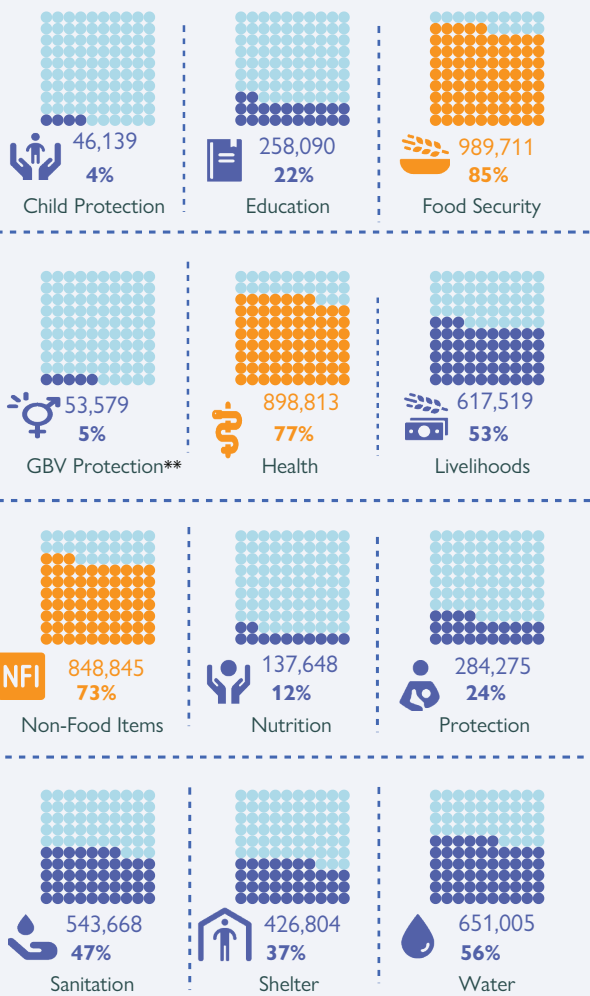 46,139
4%
Child Protection
258,090
22%
Education
989,711
85%
Food Security
53,579
5%
GBV Protection**
898,813
77%
Health
617,519
53%
Livelihoods
NFI
848,845
73%
Non-Food Items
137,648
12%
Nutrition
284,275
24%
Protection
543,668
47%
Sanitation
426,804
37%
Shelter
651,005
56%
Water